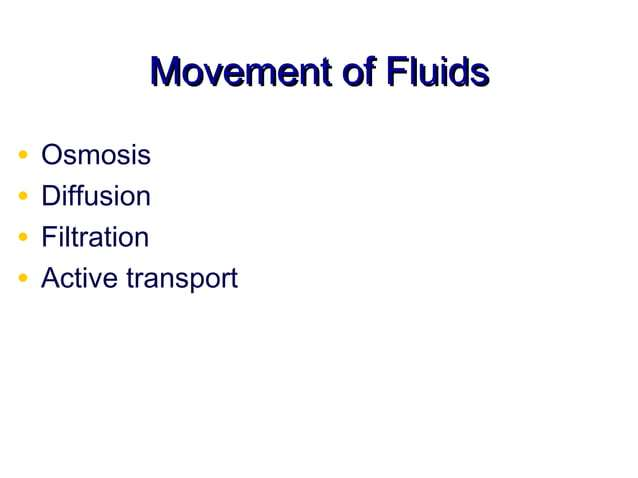 Movement of Fluids
• Osmosis
• Diffusion
• Filtration
• Active transport